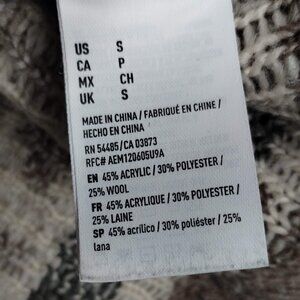 US S
CA P
MX CH
UK S
MADE IN CHINA / FABRIQUÉ EN CHINE /
HECHO EN CHINA
RN 54485/CA 03873
RFC# AEM120605U9A
EN 45% ACRYLIC / 30% POLYESTER /
25% WOOL
FR 45% ACRYLIQUE / 30% POLYESTER /
25% LAINE
SP 45% acrílico / 30% poliéster / 25%
lana